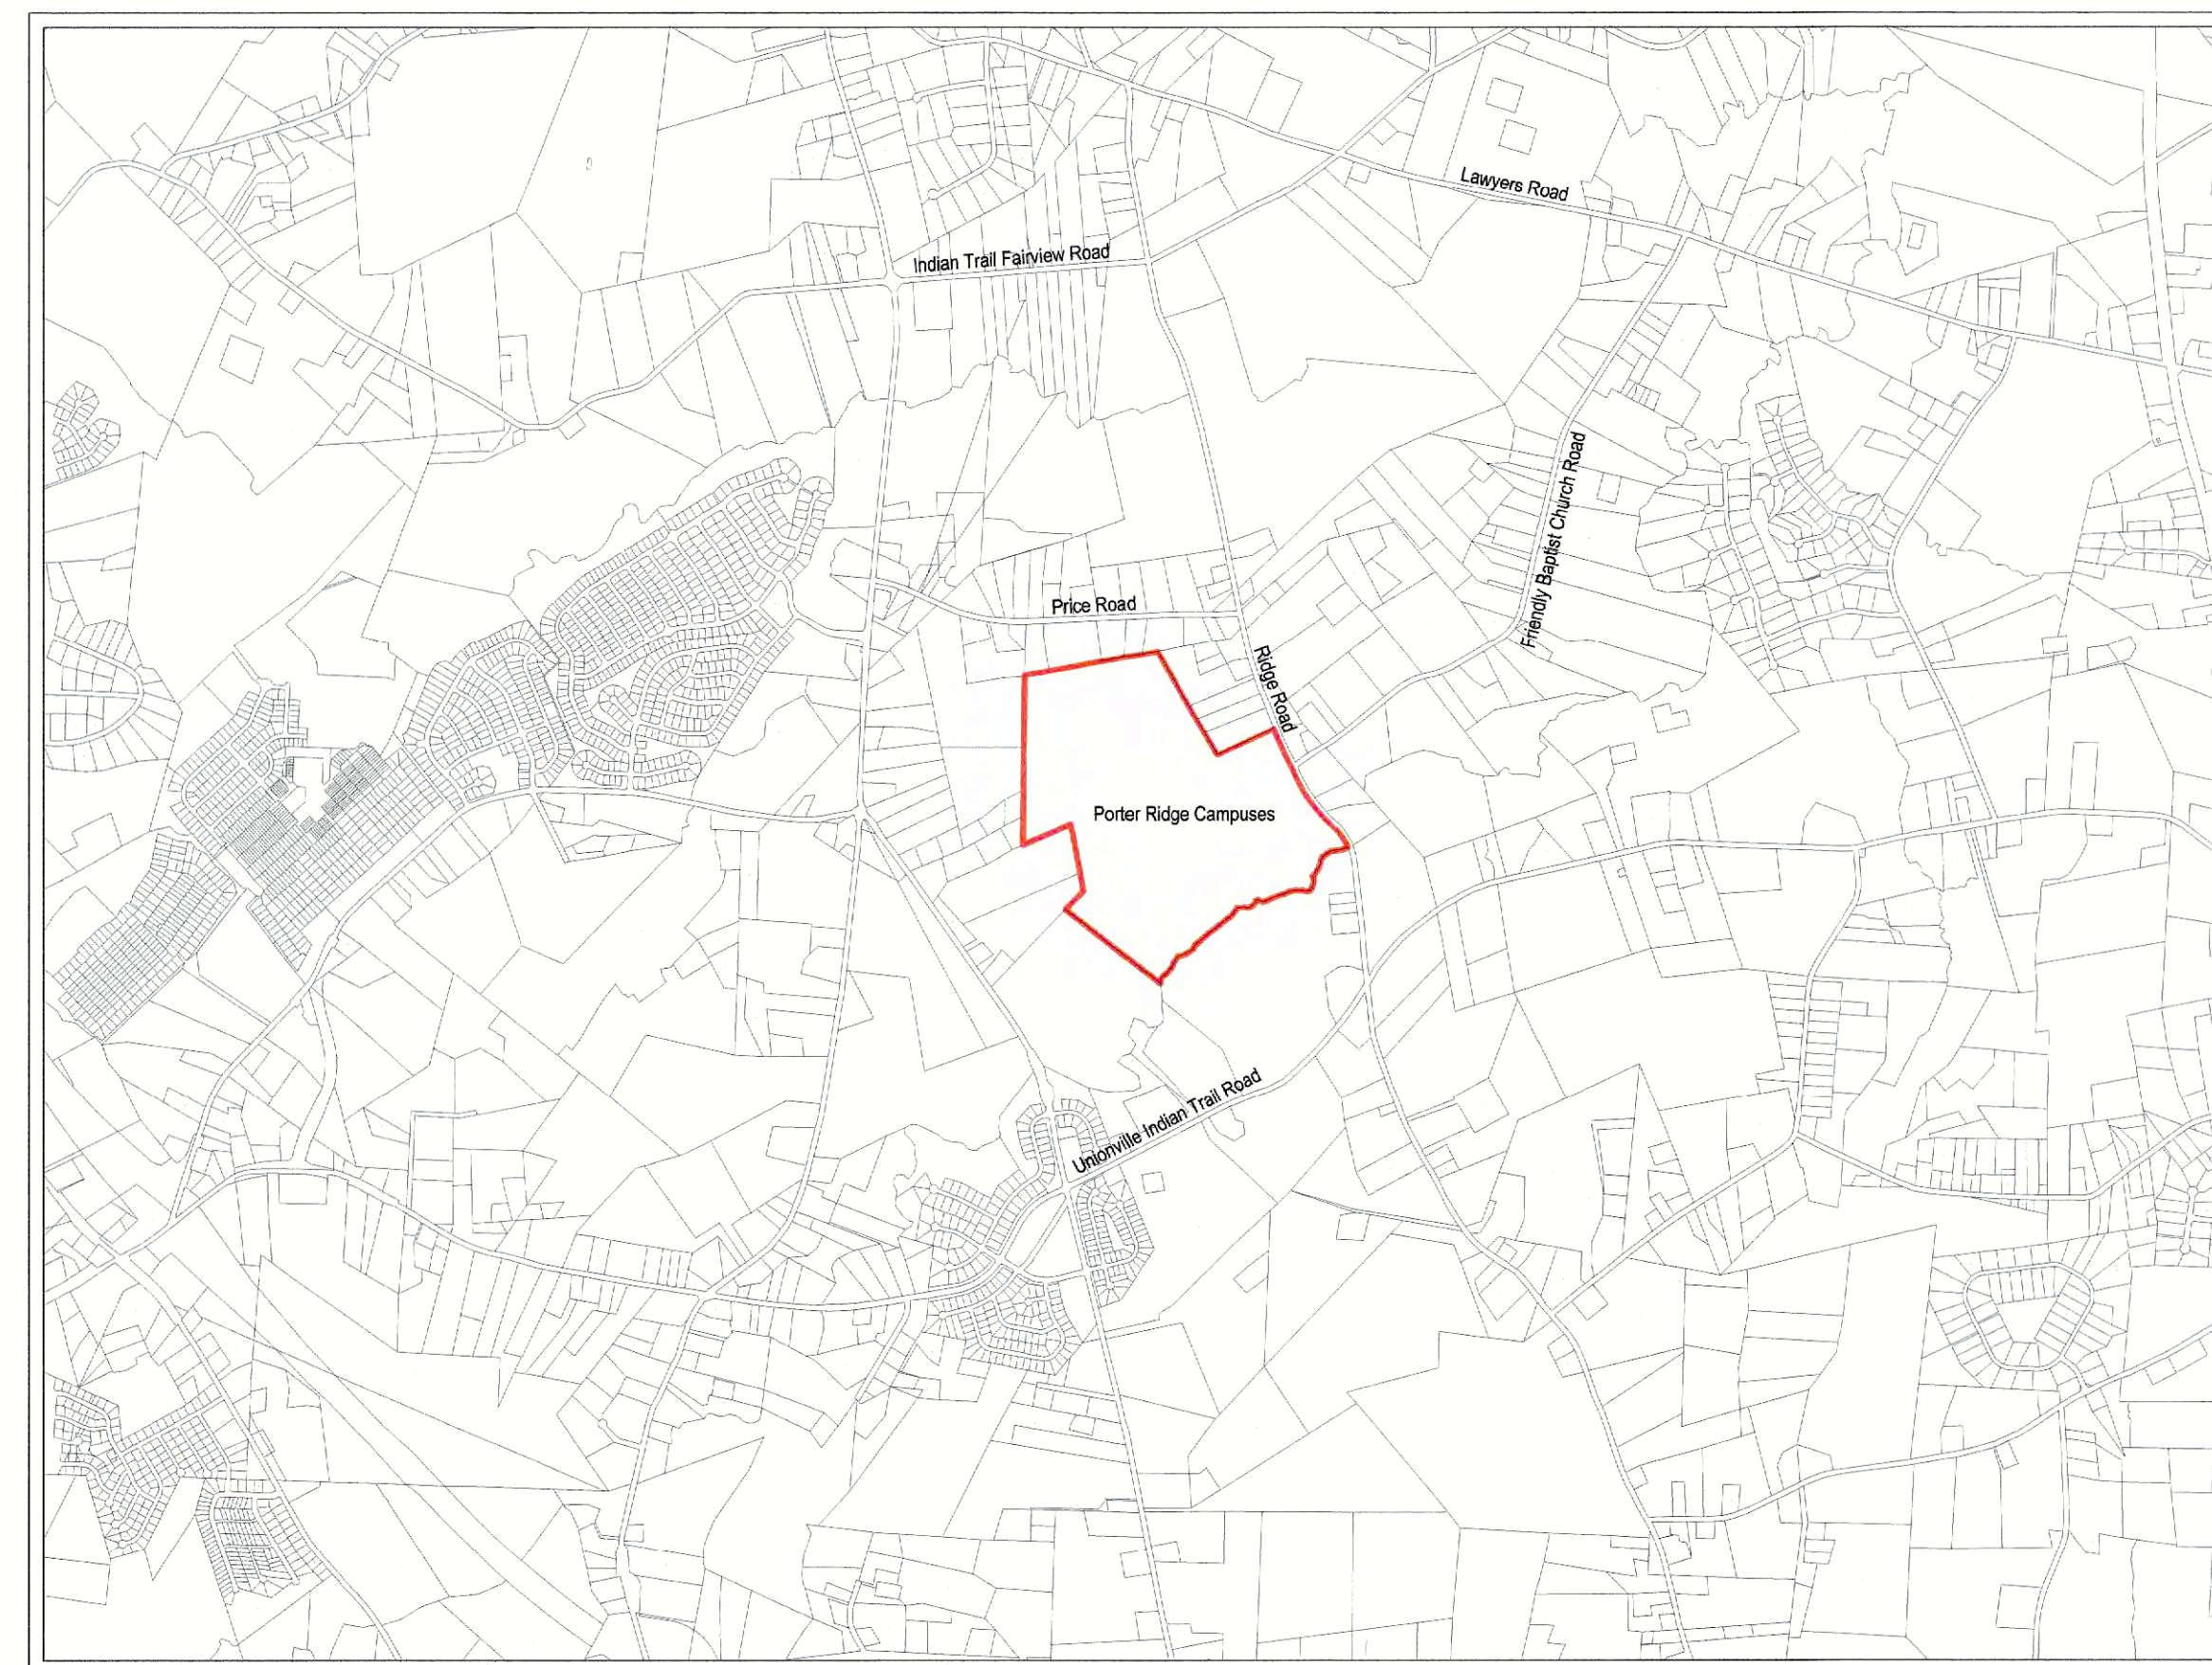 Lawyers Road
Indian Trail Fairview Road
Friendly Baptist Church Road
Price Road
Ridge Road
Porter Ridge Campuses
Unionville Indian Trail Road